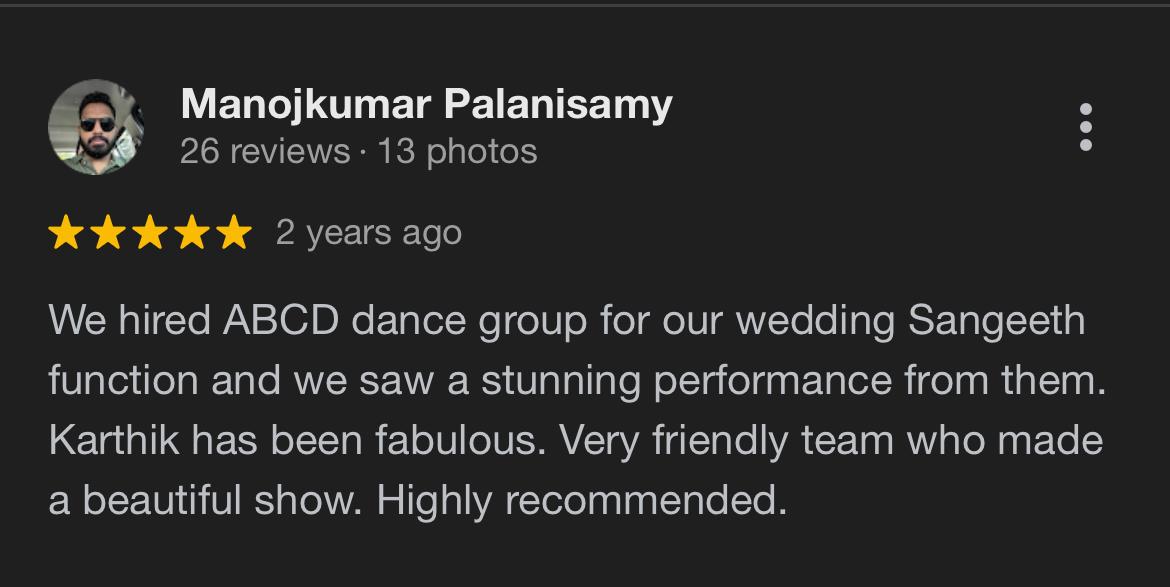 Manojkumar Palanisamy
26 reviews · 13 photos
2 years ago
We hired ABCD dance group for our wedding Sangeeth
function and we saw a stunning performance from them.
Karthik has been fabulous. Very friendly team who made
a beautiful show. Highly recommended.